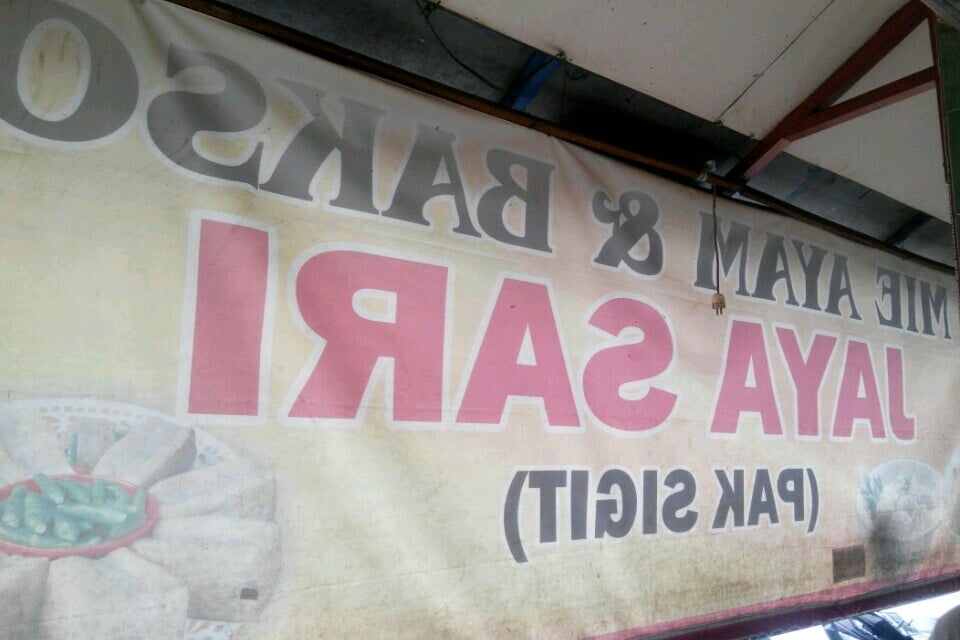 MIE AYAM & BAKSO
JAYA SARI
(PAK SIGIT)